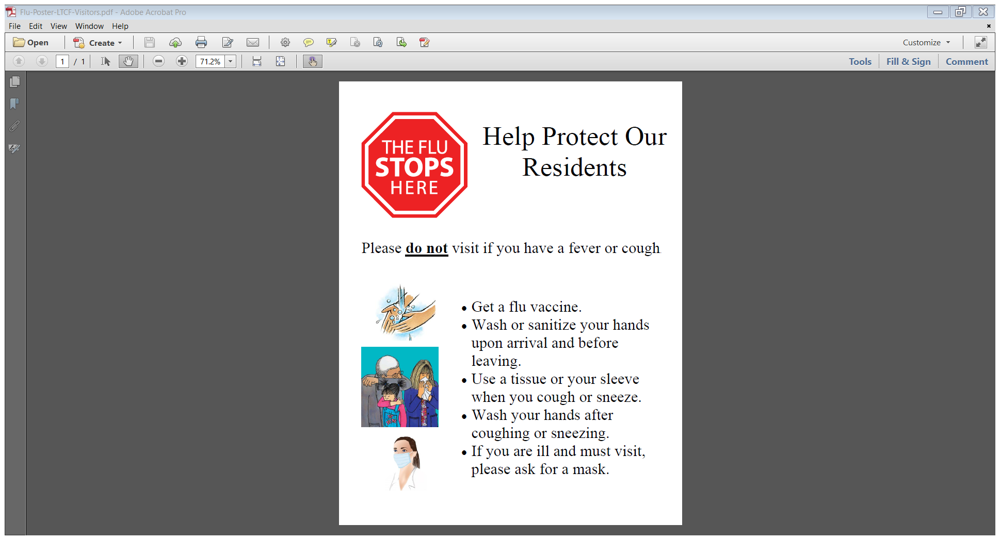 Flu-Poster-LTCF-Visitors.pdf - Adobe Acrobat Pro
File Edit View Window Help
Open Create Customize
1 / 1 71.2% Tools Fill & Sign Comment
THE FLU
STOPS
HERE
Help Protect Our
Residents
Please do not visit if you have a fever or cough.
• Get a flu vaccine.
• Wash or sanitize your hands
upon arrival and before
leaving.
• Use a tissue or your sleeve
when you cough or sneeze.
• Wash your hands after
coughing or sneezing.
• If you are ill and must visit,
please ask for a mask.